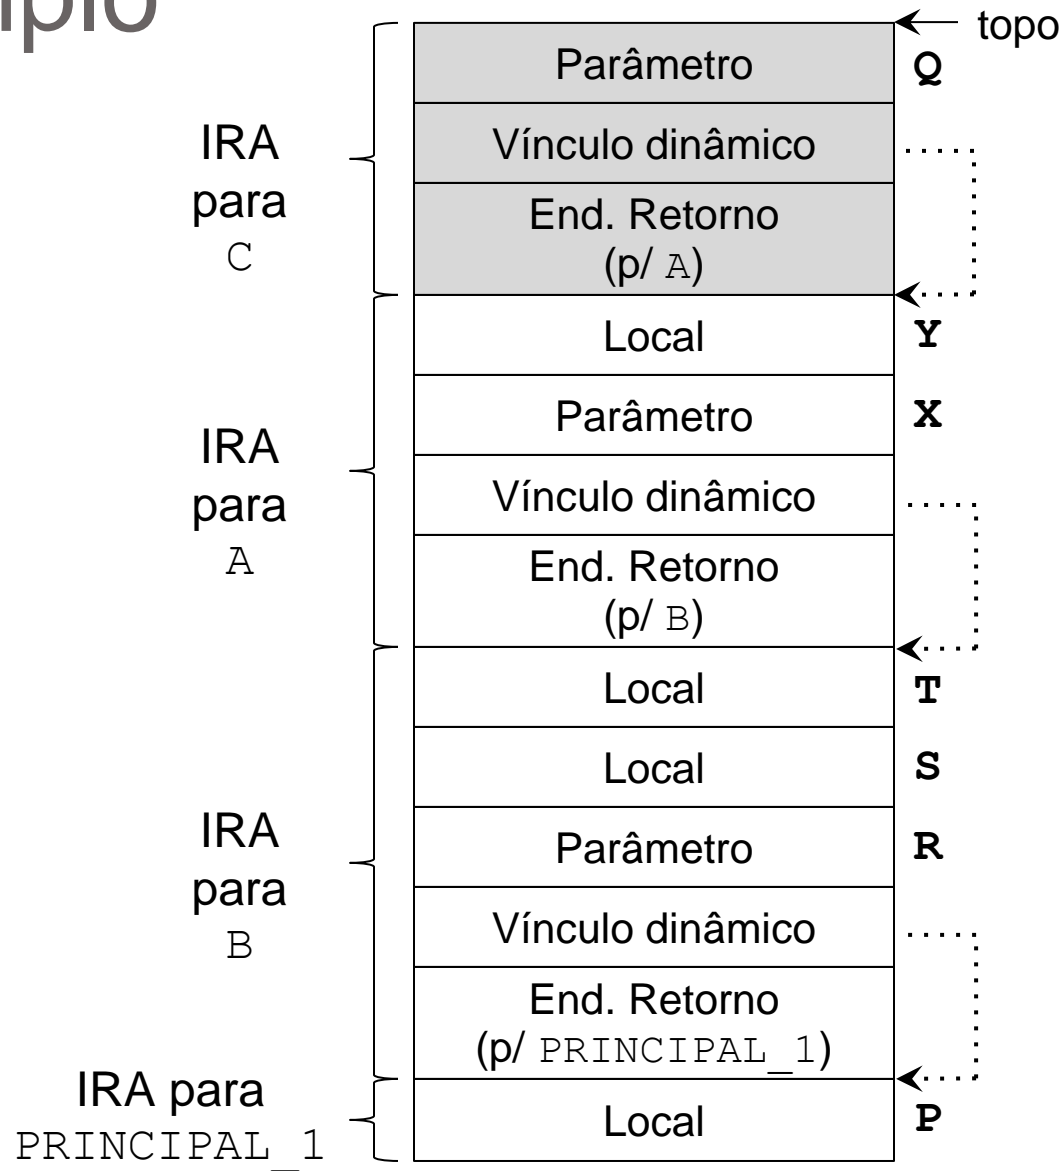 topo
Parâmetro
Q
IRA
para
C
Vínculo dinâmico
End. Retorno
(p/ A)
Local
Y
Parâmetro
X
IRA
para
A
Vínculo dinâmico
End. Retorno
(p/ B)
Local
T
Local
S
IRA
para
B
Parâmetro
R
Vínculo dinâmico
End. Retorno
(p/ PRINCIPAL_1)
IRA para
PRINCIPAL_1
Local
P